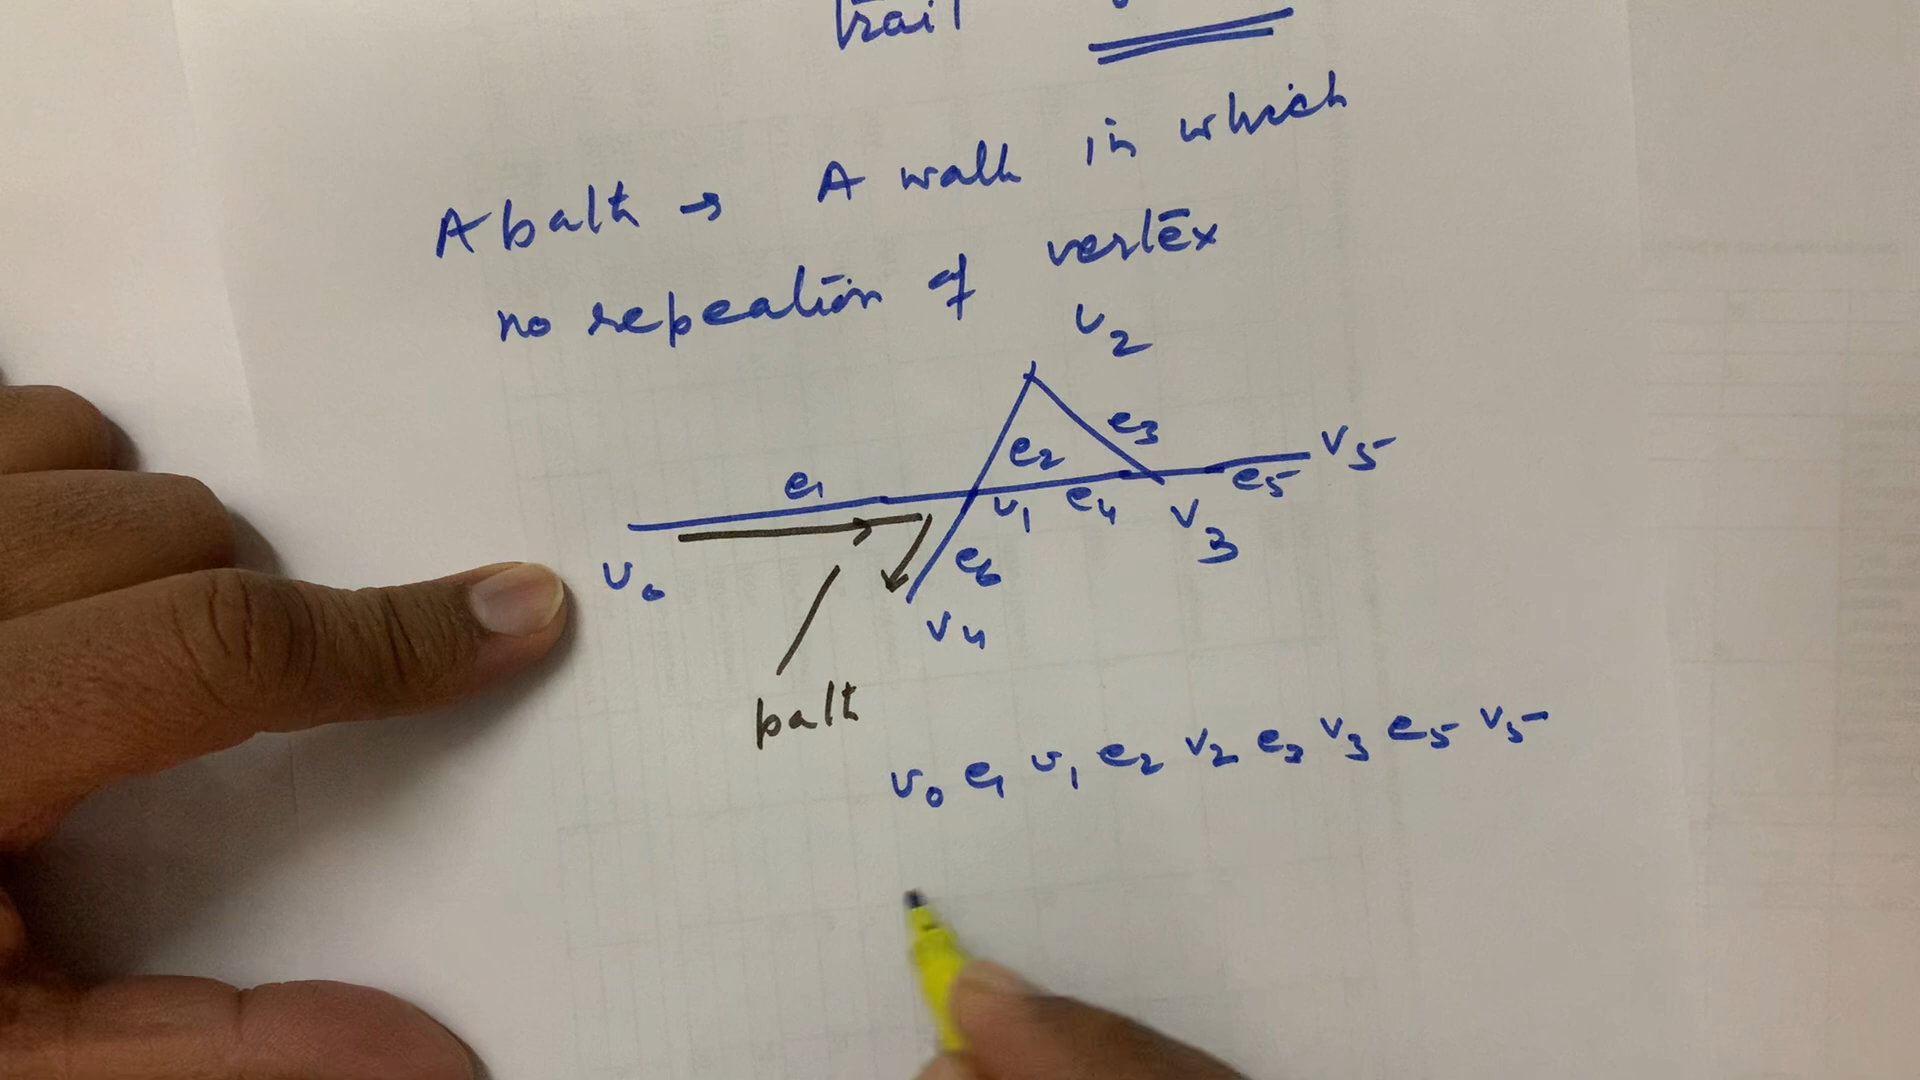 trail
A path → A walk in which
no repeation of vertex
v2
e3
e2
v5
e1
v1 e4
e5
v3
e6
v0
v4
path
v0 e1 v1 e2 v2 e3 v3 e5 v5